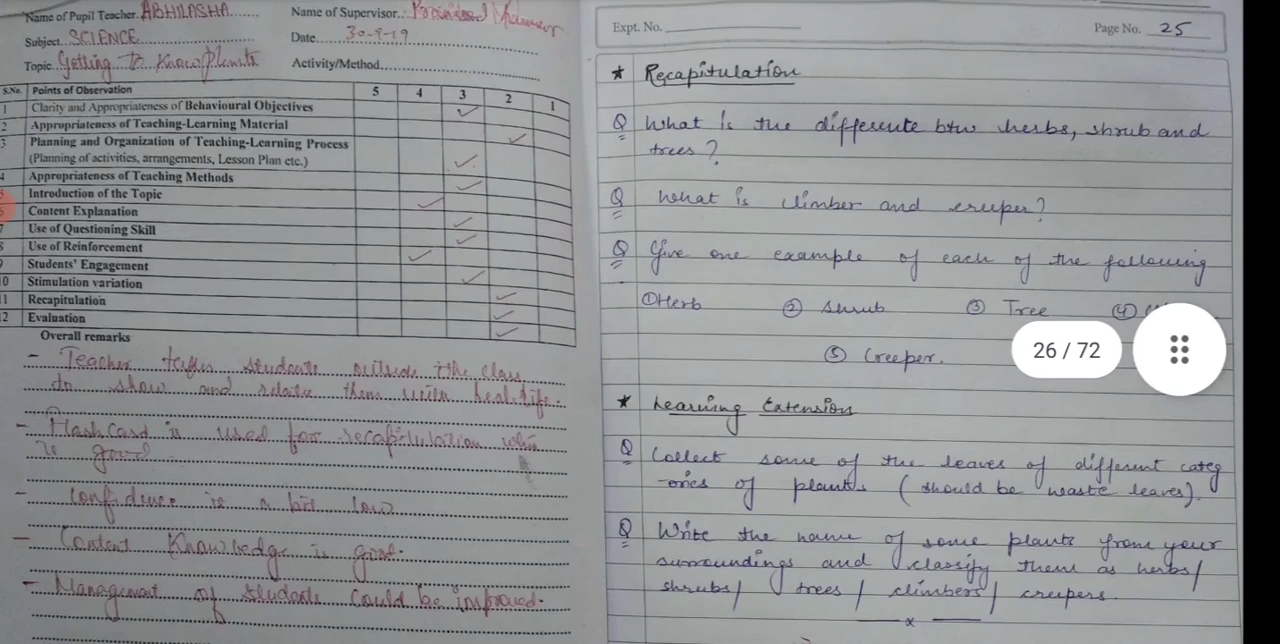 Name of Pupil Teacher. ABHILASHA
Name of Supervisor.
Subject. SCIENCE
Date 30-9-19
Topic. Getting to Know plants
Activity/Method
S.No. Points of Observation 5 4 3 2 1
1 Clarity and Appropriateness of Behavioural Objectives
2 Appropriateness of Teaching-Learning Material
3 Planning and Organization of Teaching-Learning Process
(Planning of activities, arrangements, Lesson Plan etc.)
4 Appropriateness of Teaching Methods
Introduction of the Topic
Content Explanation
7 Use of Questioning Skill
8 Use of Reinforcement
9 Students' Engagement
10 Stimulation variation
11 Recapitulation
12 Evaluation
Overall remarks
- Teacher takes students outside the class
to show and relate them with real life.
- Flashcard is used for recapitulation which
is good
- Confidence is a bit low
- Content Knowledge is good.
- Management of students could be improved.
Expt. No.
Page No. 25
* Recapitulation
Q What is the differente btw herbs, shrub and
trees?
Q What is climber and creeper?
Q Give one example of each of the following
① Herb ② Shrub ③ Tree ④
⑤ Creeper.
26 / 72
* Learning Extension
Q Collect some of the leaves of different categ
-ories of plants (should be waste leaves).
Q Write the name of some plants from your
surroundings and classify them as herbs/
shrubs/ trees/ climbers/ creepers
x